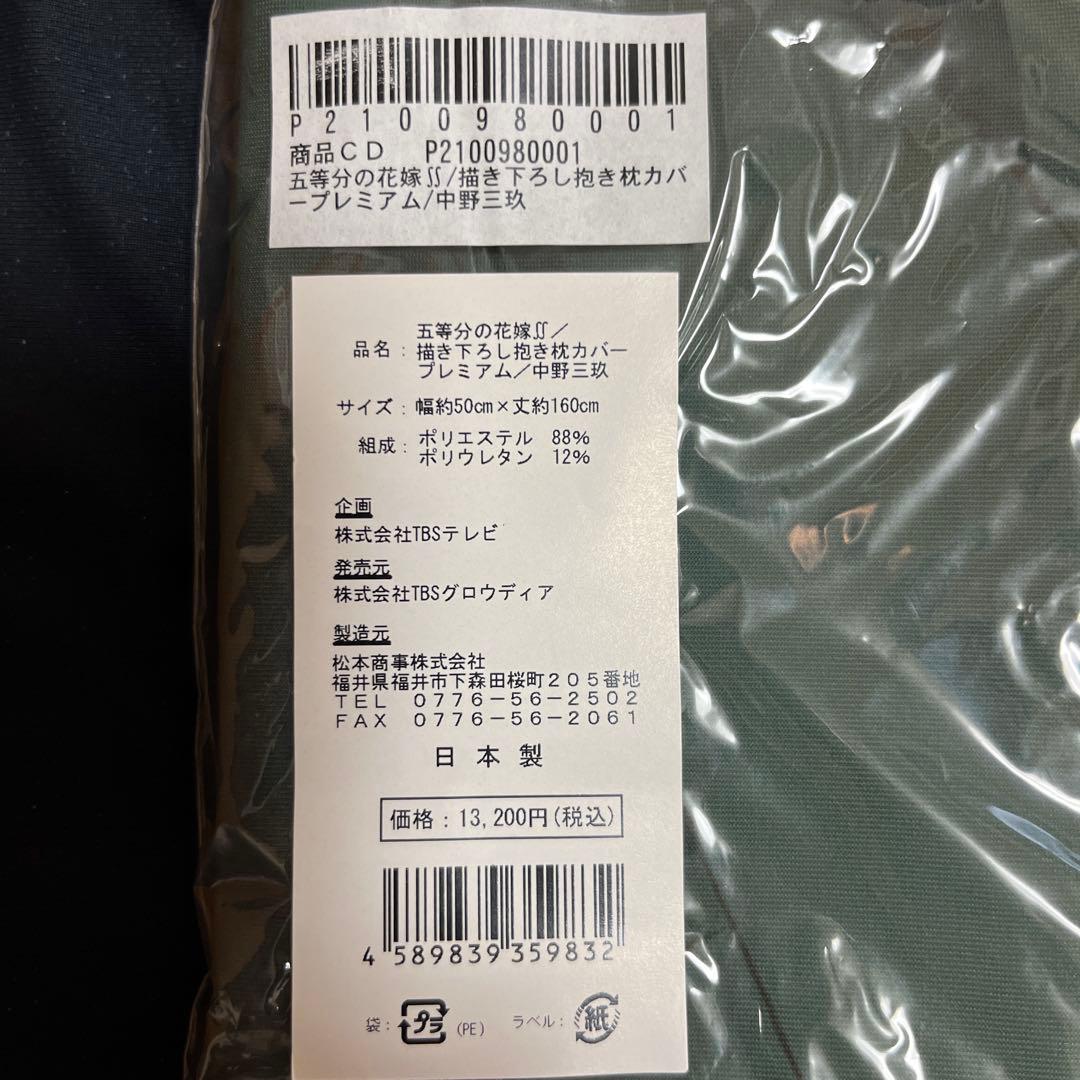 P2100980001
商品CD P2100980001
五等分の花嫁∬/描き下ろし抱き枕カバ
ープレミアム/中野三玖
品名：五等分の花嫁∬／
描き下ろし抱き枕カバー
プレミアム／中野三玖
サイズ：幅約50cm×丈約160cm
組成：ポリエステル 88%
ポリウレタン 12%
企画
株式会社TBSテレビ
発売元
株式会社TBSグロウディア
製造元
松本商事株式会社
福井県福井市下森田桜町２０５番地
ＴＥＬ ０７７６－５６－２５０２
ＦＡＸ ０７７６－５６－２０６１
日本製
価格：13,200円(税込)
4 589839 359832
袋：プラ(PE) ラベル：紙